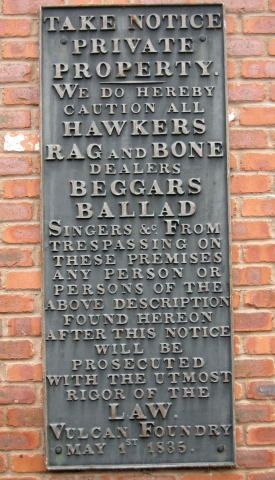 TAKE NOTICE
PRIVATE
PROPERTY.
WE DO HEREBY
CAUTION ALL
HAWKERS
RAG AND BONE
DEALERS
BEGGARS
BALLAD
SINGERS &c. FROM
TRESPASSING ON
THESE PREMISES
ANY PERSON OR
PERSONS OF THE
ABOVE DESCRIPTION
FOUND HEREON
AFTER THIS NOTICE
WILL BE
PROSECUTED
WITH THE UTMOST
RIGOR OF THE
LAW.
VULCAN FOUNDRY
MAY 1ST 1835.